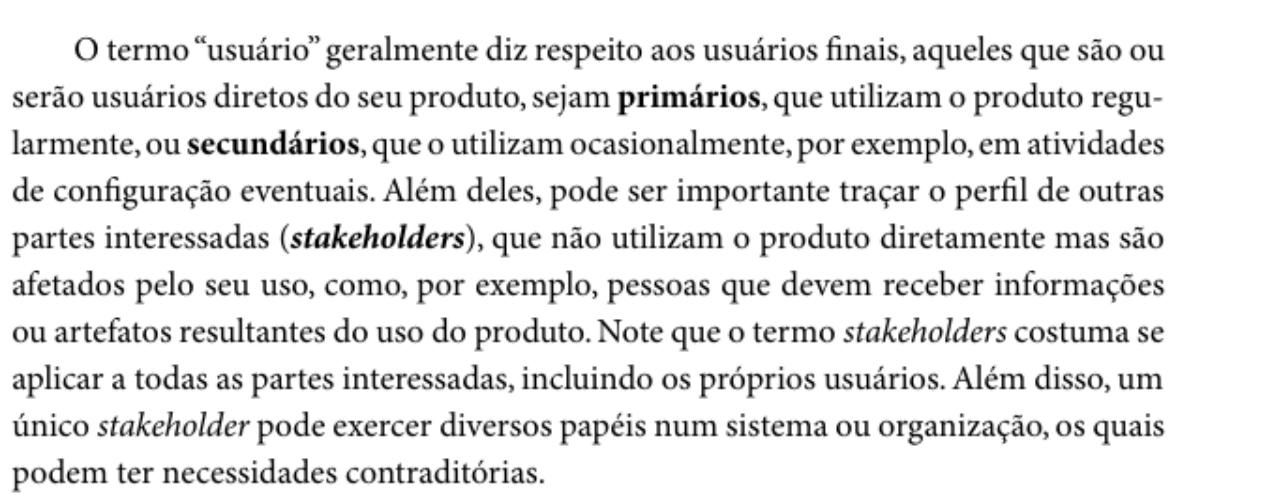 O termo “usuário” geralmente diz respeito aos usuários finais, aqueles que são ou
serão usuários diretos do seu produto, sejam primários, que utilizam o produto regu-
larmente, ou secundários, que o utilizam ocasionalmente, por exemplo, em atividades
de configuração eventuais. Além deles, pode ser importante traçar o perfil de outras
partes interessadas (stakeholders), que não utilizam o produto diretamente mas são
afetados pelo seu uso, como, por exemplo, pessoas que devem receber informações
ou artefatos resultantes do uso do produto. Note que o termo stakeholders costuma se
aplicar a todas as partes interessadas, incluindo os próprios usuários. Além disso, um
único stakeholder pode exercer diversos papéis num sistema ou organização, os quais
podem ter necessidades contraditórias.